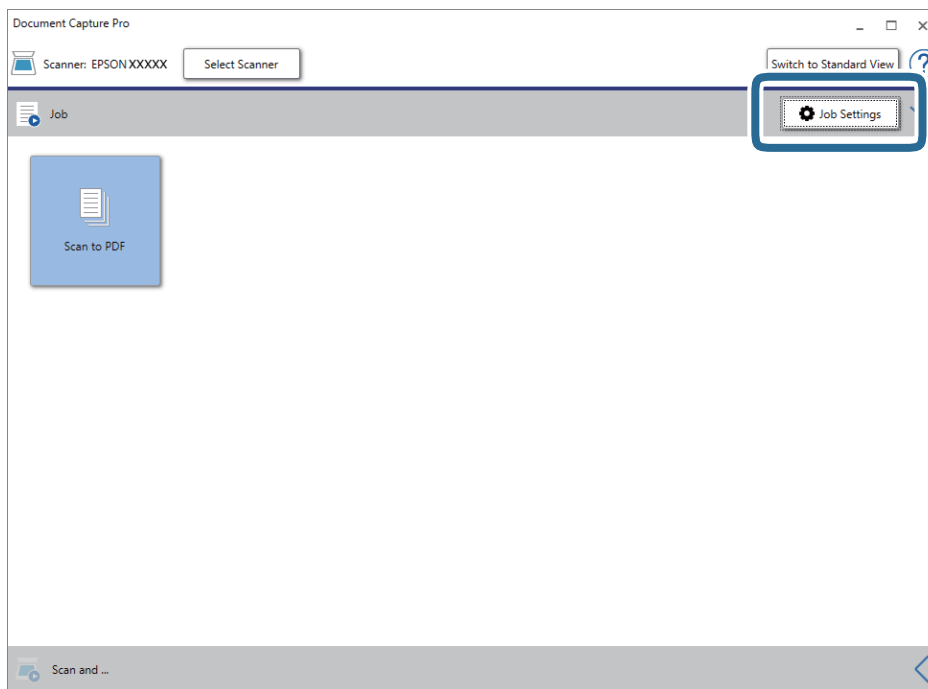 Document Capture Pro
Scanner: EPSON XXXXX Select Scanner Switch to Standard View ?
Job Job Settings
Scan to PDF
Scan and ...